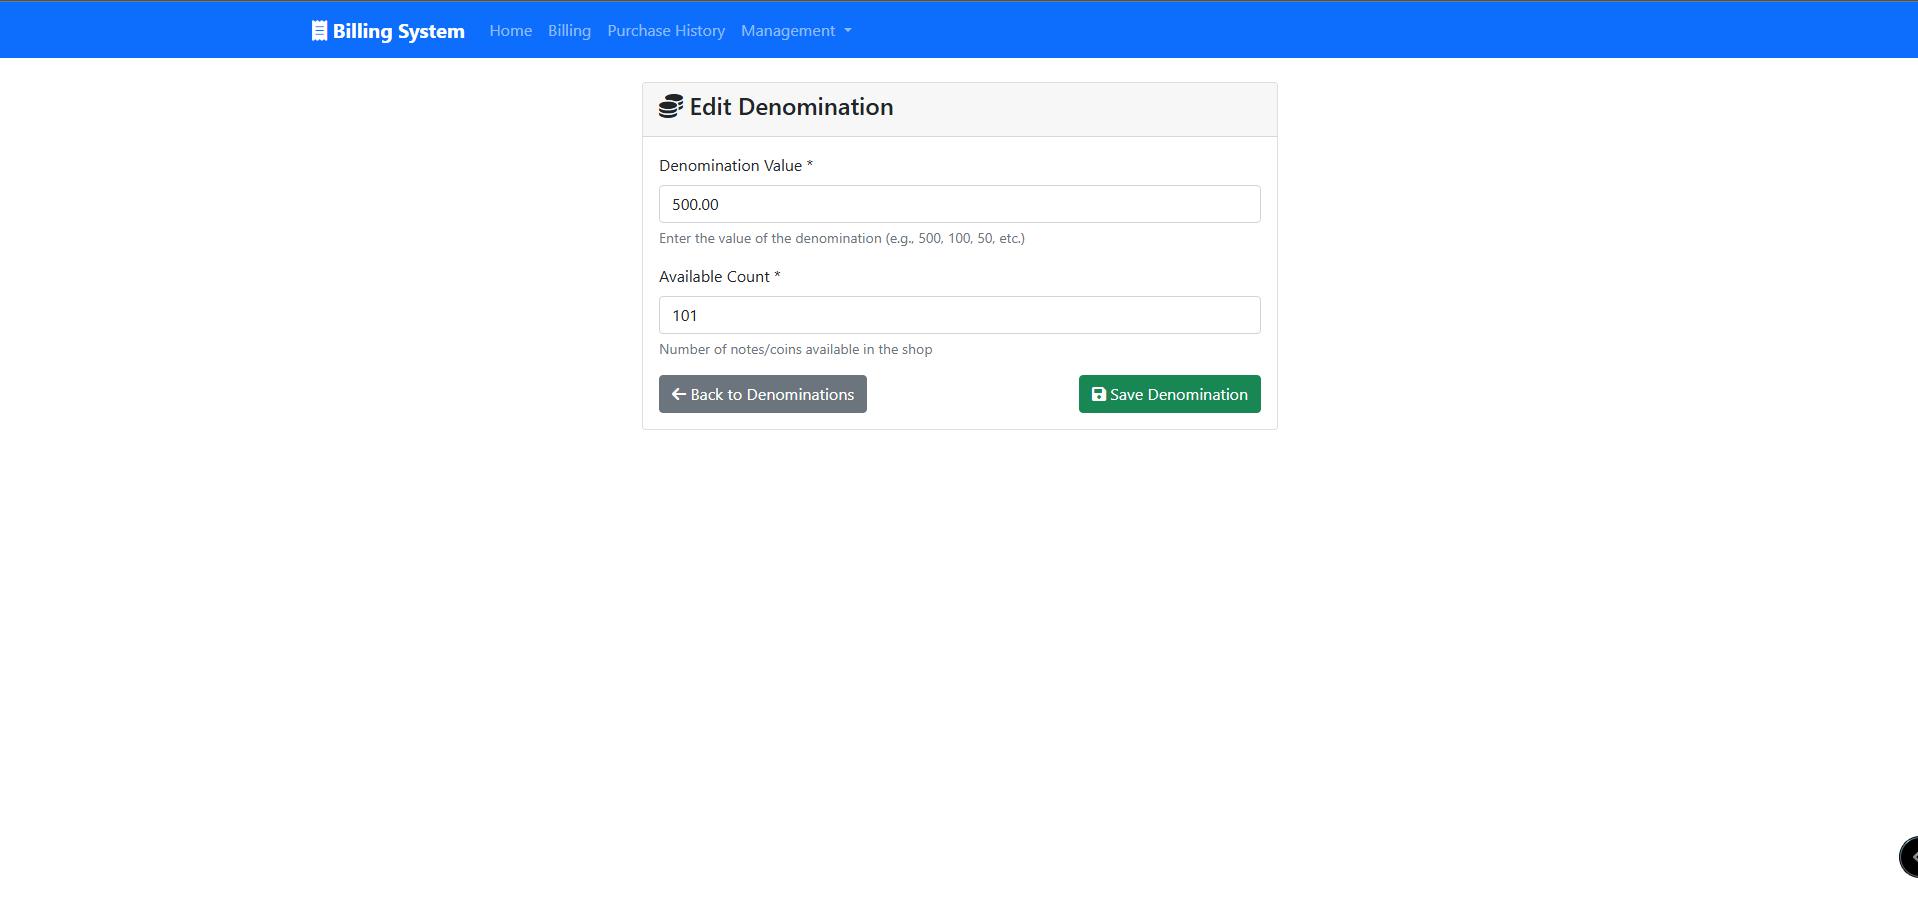 Billing System Home Billing Purchase History Management
Edit Denomination
Denomination Value *
500.00
Enter the value of the denomination (e.g., 500, 100, 50, etc.)
Available Count *
101
Number of notes/coins available in the shop
Back to Denominations Save Denomination